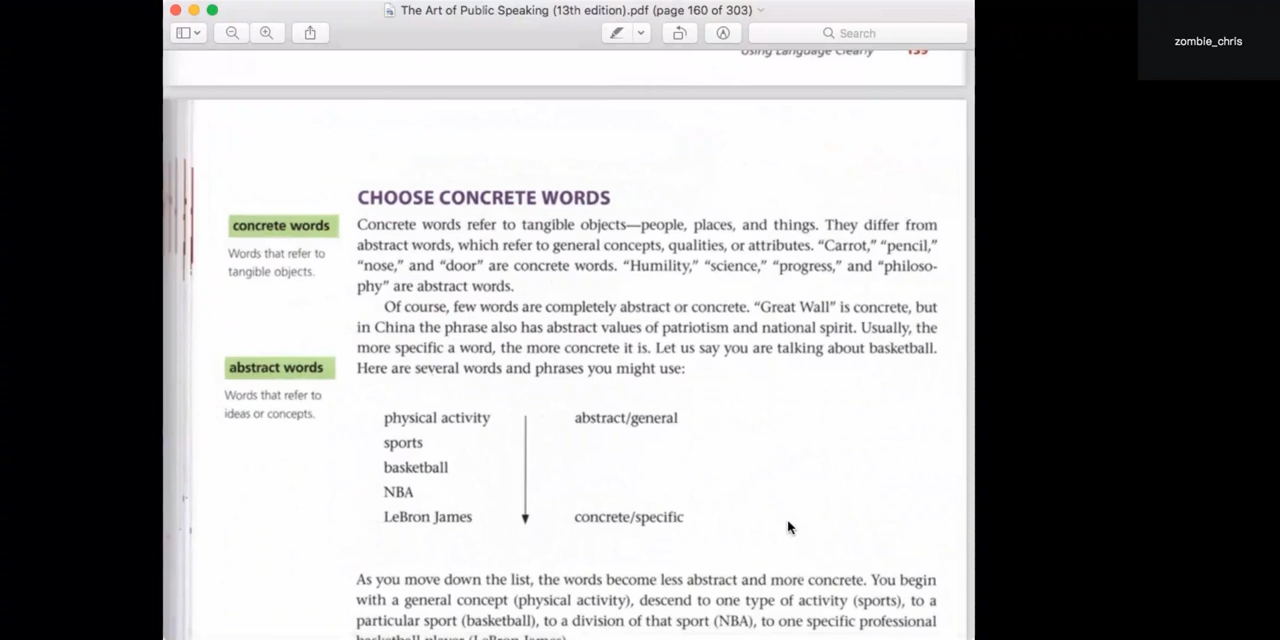 The Art of Public Speaking (13th edition).pdf (page 160 of 303)
Search
zombie_chris
Using Language Clearly 159
CHOOSE CONCRETE WORDS
concrete words
Words that refer to
tangible objects.
Concrete words refer to tangible objects—people, places, and things. They differ from
abstract words, which refer to general concepts, qualities, or attributes. “Carrot,” “pencil,”
“nose,” and “door” are concrete words. “Humility,” “science,” “progress,” and “philoso-
phy” are abstract words.
Of course, few words are completely abstract or concrete. “Great Wall” is concrete, but
in China the phrase also has abstract values of patriotism and national spirit. Usually, the
more specific a word, the more concrete it is. Let us say you are talking about basketball.
Here are several words and phrases you might use:
abstract words
Words that refer to
ideas or concepts.
physical activity abstract/general
sports
basketball
NBA
LeBron James concrete/specific
As you move down the list, the words become less abstract and more concrete. You begin
with a general concept (physical activity), descend to one type of activity (sports), to a
particular sport (basketball), to a division of that sport (NBA), to one specific professional
basketball player (LeBron James).